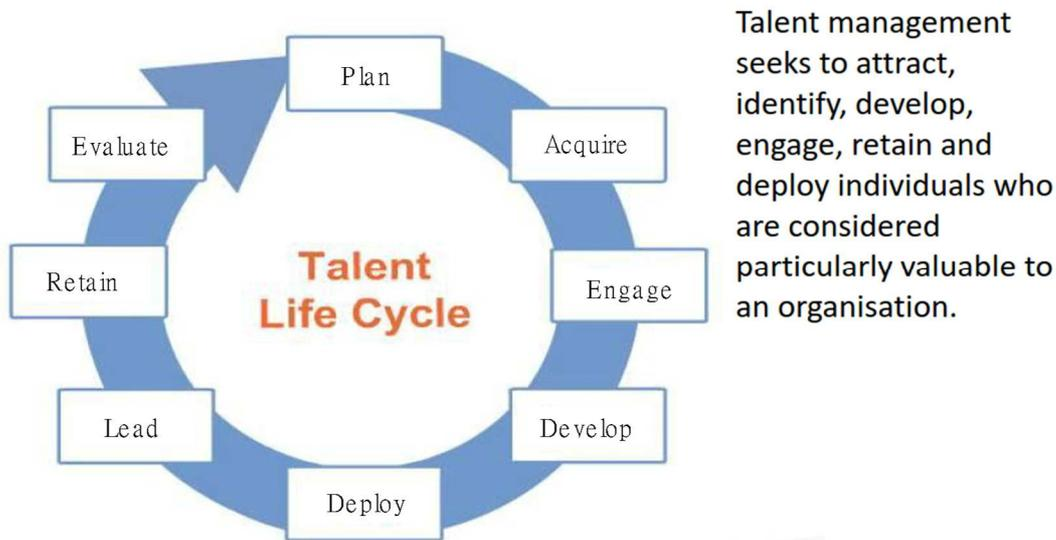 Plan
Acquire
Engage
Develop
Deploy
Lead
Retain
Evaluate
Talent
Life Cycle
Talent management
seeks to attract,
identify, develop,
engage, retain and
deploy individuals who
are considered
particularly valuable to
an organisation.